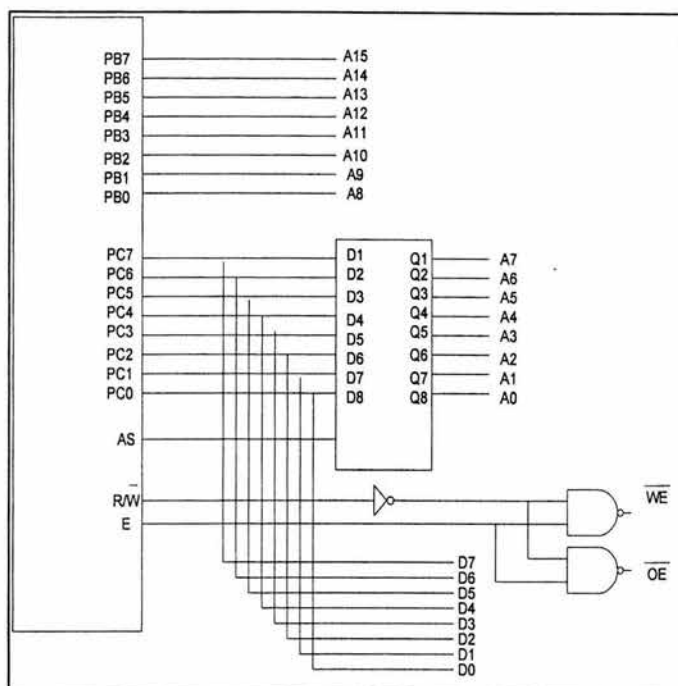 PB7 A15
PB6 A14
PB5 A13
PB4 A12
PB3 A11
PB2 A10
PB1 A9
PB0 A8
PC7 D1 Q1 A7
PC6 D2 Q2 A6
PC5 D3 Q3 A5
PC4 D4 Q4 A4
PC3 D5 Q5 A3
PC2 D6 Q6 A2
PC1 D7 Q7 A1
PC0 D8 Q8 A0
AS
R/W̅ W̅E̅
E O̅E̅
D7
D6
D5
D4
D3
D2
D1
D0